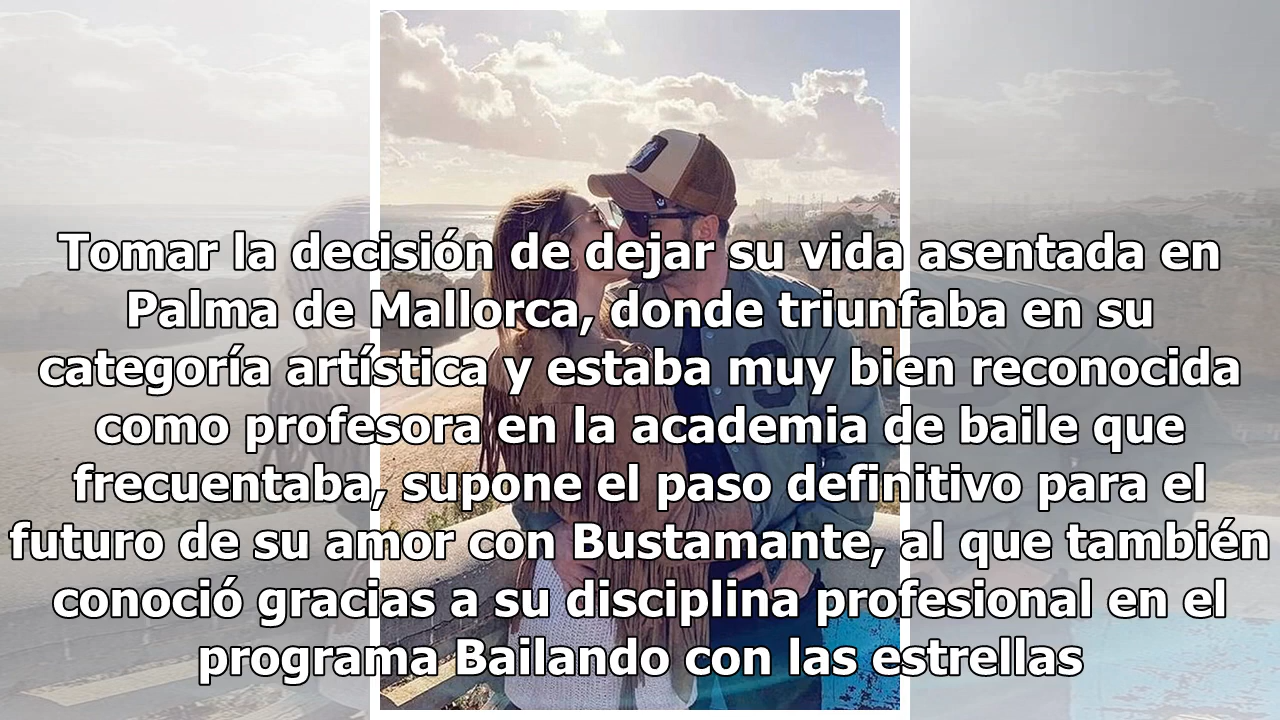 Tomar la decisión de dejar su vida asentada en
Palma de Mallorca, donde triunfaba en su
categoría artística y estaba muy bien reconocida
como profesora en la academia de baile que
frecuentaba, supone el paso definitivo para el
futuro de su amor con Bustamante, al que también
conoció gracias a su disciplina profesional en el
programa Bailando con las estrellas